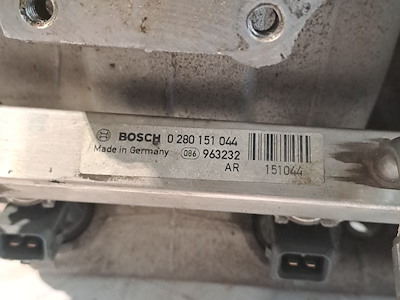 BOSCH 0 280 151 044
Made in Germany 086 963232
AR 151044